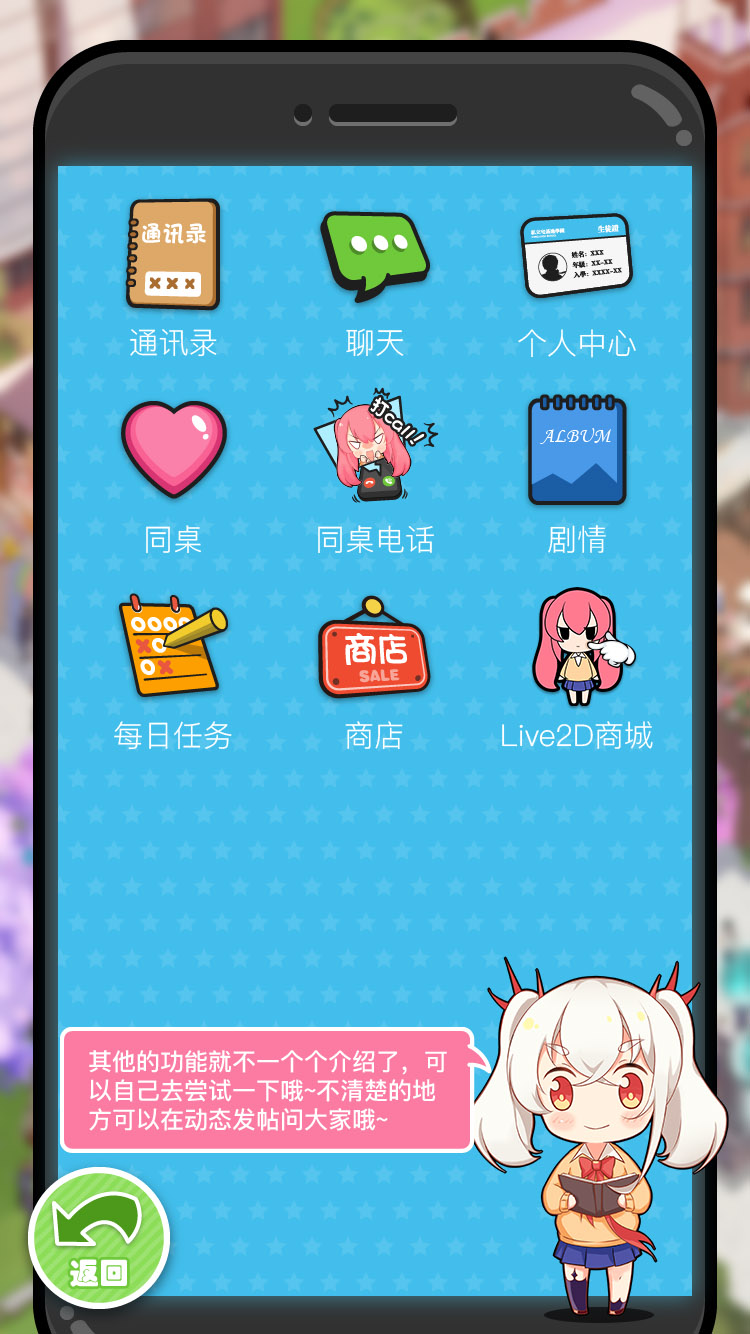 通讯录
×××
通讯录
聊天
生徒證
姓名：XXX
年級：XX-XX
入學：XXXX-XX
个人中心
同桌
打call!!
同桌电话
ALBUM
剧情
每日任务
商店
SALE
商店
Live2D商城
其他的功能就不一个个介绍了，可
以自己去尝试一下哦~不清楚的地
方可以在动态发帖问大家哦~
返回